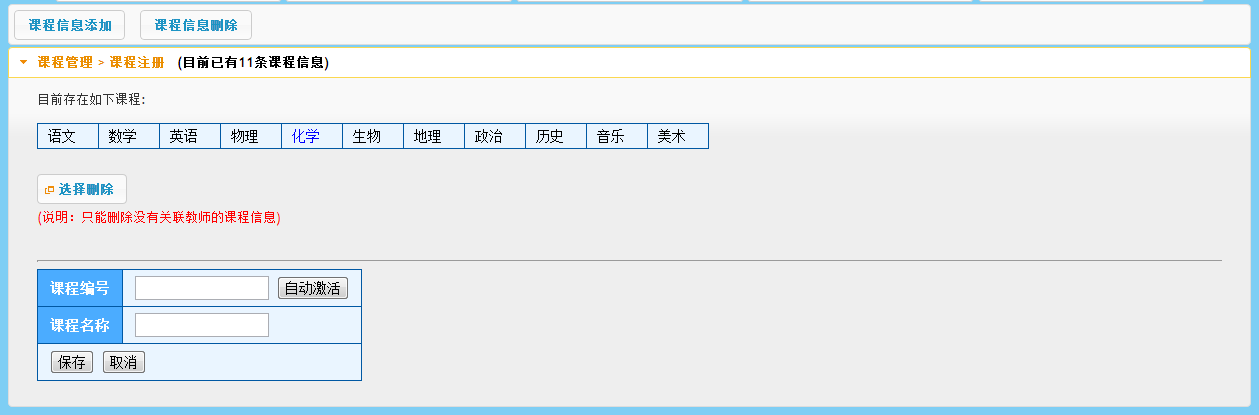 课程信息添加 课程信息删除
课程管理 > 课程注册 (目前已有11条课程信息)
目前存在如下课程:
语文 数学 英语 物理 化学 生物 地理 政治 历史 音乐 美术
选择删除
(说明：只能删除没有关联教师的课程信息)
课程编号 自动激活
课程名称
保存 取消